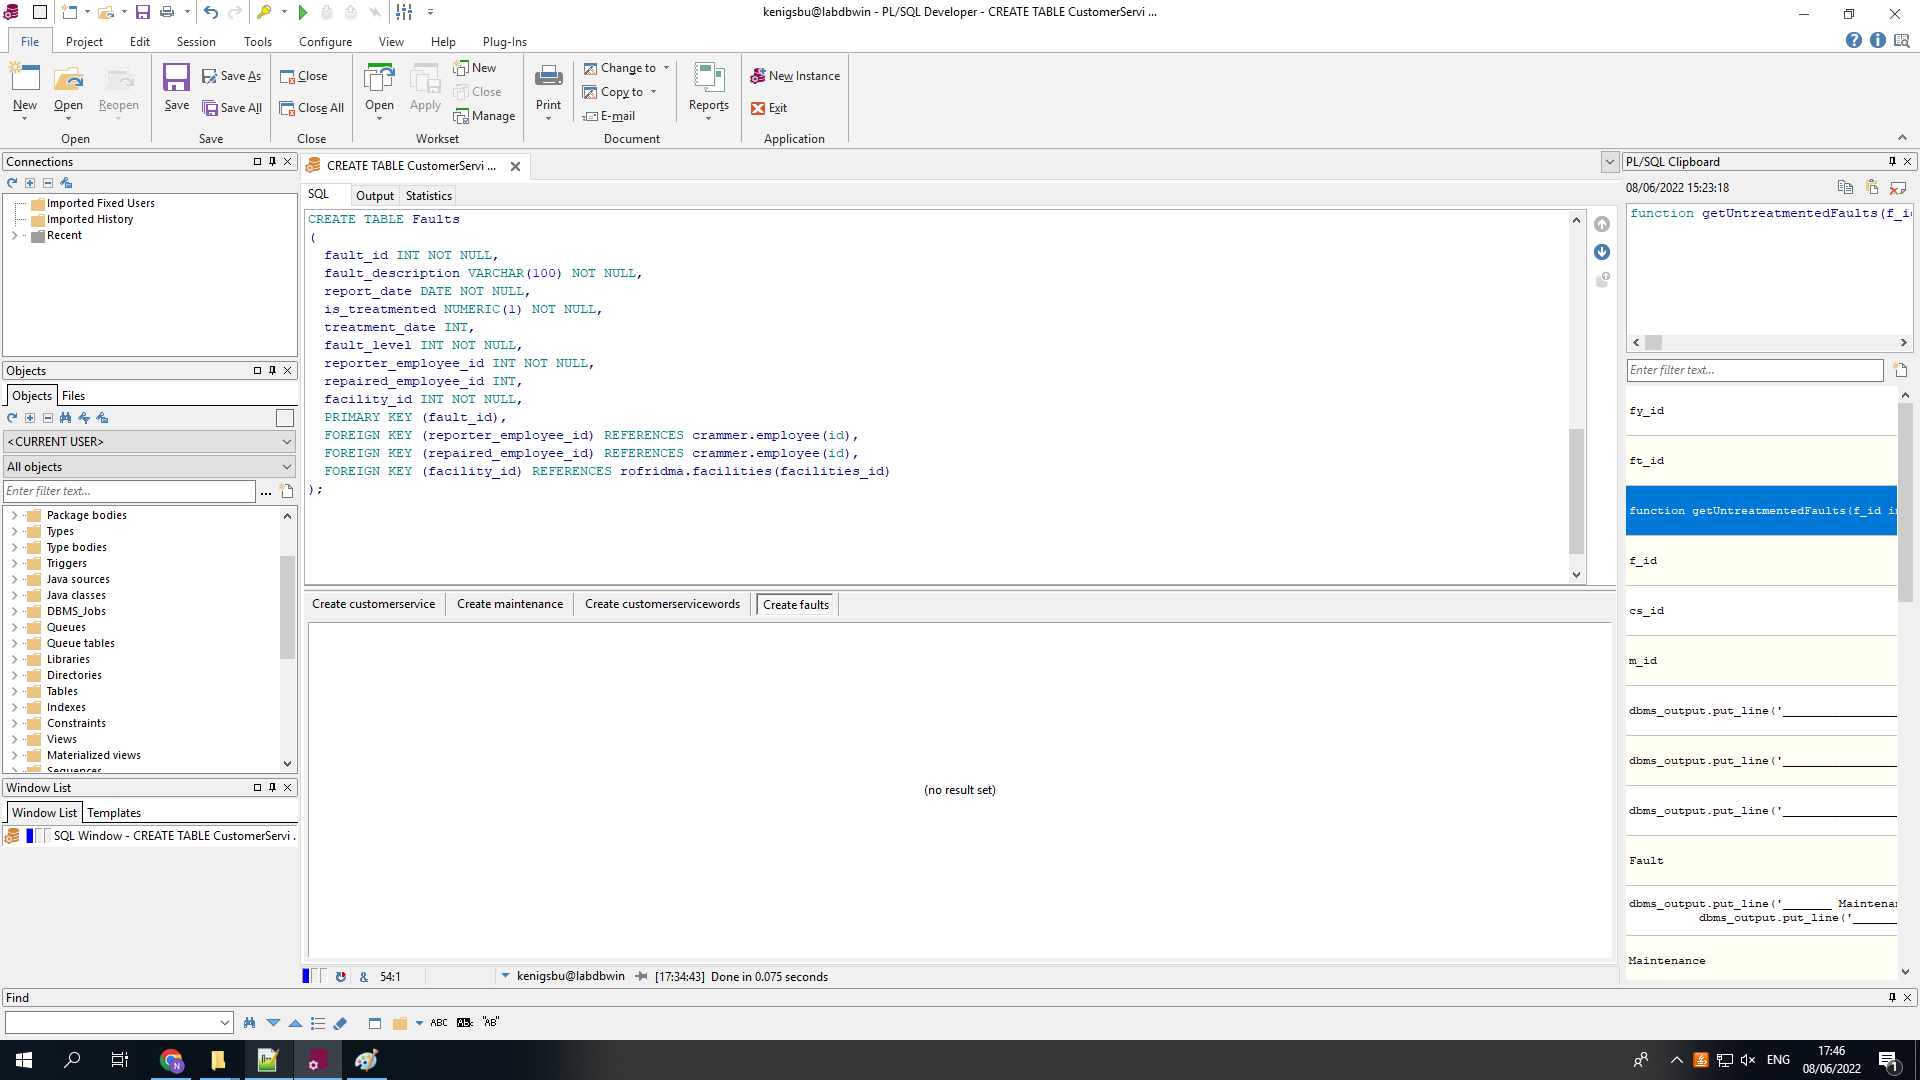 kenigsbu@labdbwin - PL/SQL Developer - CREATE TABLE CustomerServi ...
File Project Edit Session Tools Configure View Help Plug-Ins
New Open Reopen
Open
Save Save As Save All
Save
Close Close All
Close
Open Apply New Close Manage
Workset
Print Change to Copy to E-mail
Document
Reports
New Instance
Exit
Application
Connections
Imported Fixed Users
Imported History
Recent
Objects
Objects Files
<CURRENT USER>
All objects
Enter filter text...
Package bodies
Types
Type bodies
Triggers
Java sources
Java classes
DBMS_Jobs
Queues
Queue tables
Libraries
Directories
Tables
Indexes
Constraints
Views
Materialized views
Sequences
Window List
Window List Templates
SQL Window - CREATE TABLE CustomerServi .
CREATE TABLE CustomerServi ...
SQL Output Statistics
CREATE TABLE Faults
(
fault_id INT NOT NULL,
fault_description VARCHAR(100) NOT NULL,
report_date DATE NOT NULL,
is_treatmented NUMERIC(1) NOT NULL,
treatment_date INT,
fault_level INT NOT NULL,
reporter_employee_id INT NOT NULL,
repaired_employee_id INT,
facility_id INT NOT NULL,
PRIMARY KEY (fault_id),
FOREIGN KEY (reporter_employee_id) REFERENCES crammer.employee(id),
FOREIGN KEY (repaired_employee_id) REFERENCES crammer.employee(id),
FOREIGN KEY (facility_id) REFERENCES rofridma.facilities(facilities_id)
);
Create customerservice Create maintenance Create customerservicewords Create faults
(no result set)
& 54:1 kenigsbu@labdbwin [17:34:43] Done in 0.075 seconds
PL/SQL Clipboard
08/06/2022 15:23:18
function getUntreatmentedFaults(f_i
Enter filter text...
fy_id
ft_id
function getUntreatmentedFaults(f_id i
f_id
cs_id
m_id
dbms_output.put_line('_________________
dbms_output.put_line('_________________
dbms_output.put_line('_________________
Fault
dbms_output.put_line('_______ Maintena
dbms_output.put_line('_______
Maintenance
Find
ABC AB: "AB"
ENG 17:46
08/06/2022
1